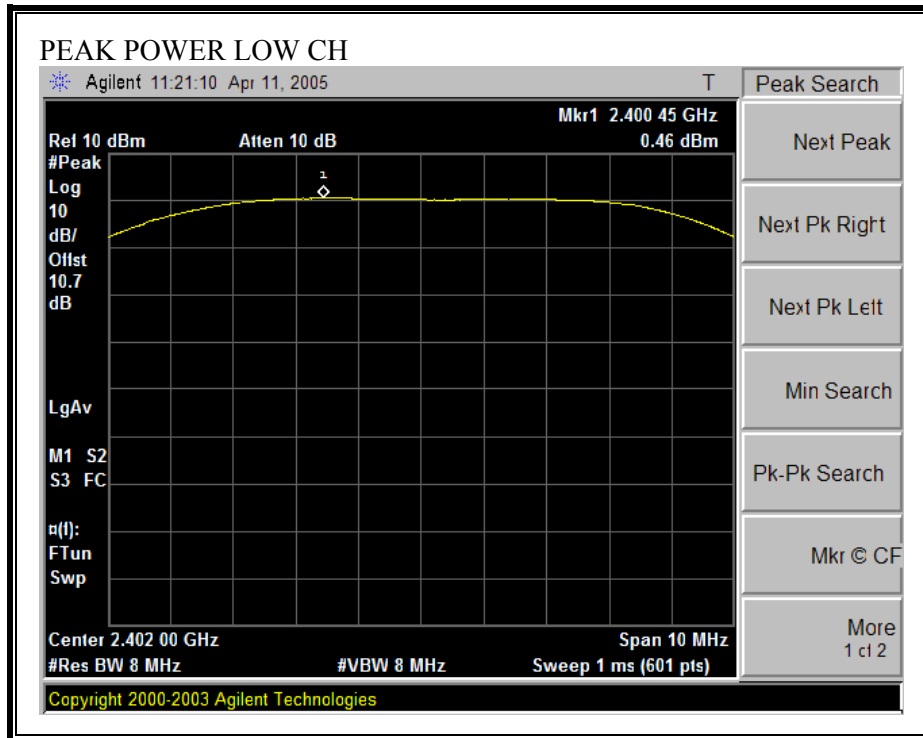 PEAK POWER LOW CH
Agilent 11:21:10 Apr 11, 2005 T
Peak Search
Mkr1 2.400 45 GHz
Ref 10 dBm Atten 10 dB 0.46 dBm
#Peak
Log
10
dB/
Offst
10.7
dB
1
LgAv
M1 S2
S3 FC
¤(f):
FTun
Swp
Center 2.402 00 GHz Span 10 MHz
#Res BW 8 MHz #VBW 8 MHz Sweep 1 ms (601 pts)
Copyright 2000-2003 Agilent Technologies
Next Peak
Next Pk Right
Next Pk Left
Min Search
Pk-Pk Search
Mkr © CF
More
1 of 2